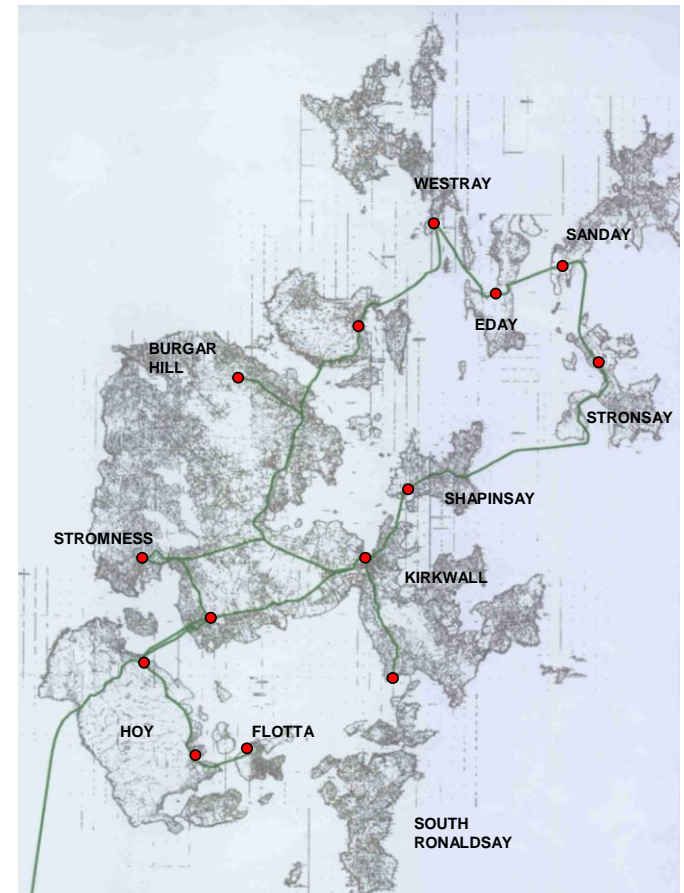 WESTRAY
SANDAY
EDAY
BURGAR
HILL
STRONSAY
SHAPINSAY
STROMNESS
KIRKWALL
HOY
FLOTTA
SOUTH
RONALDSAY